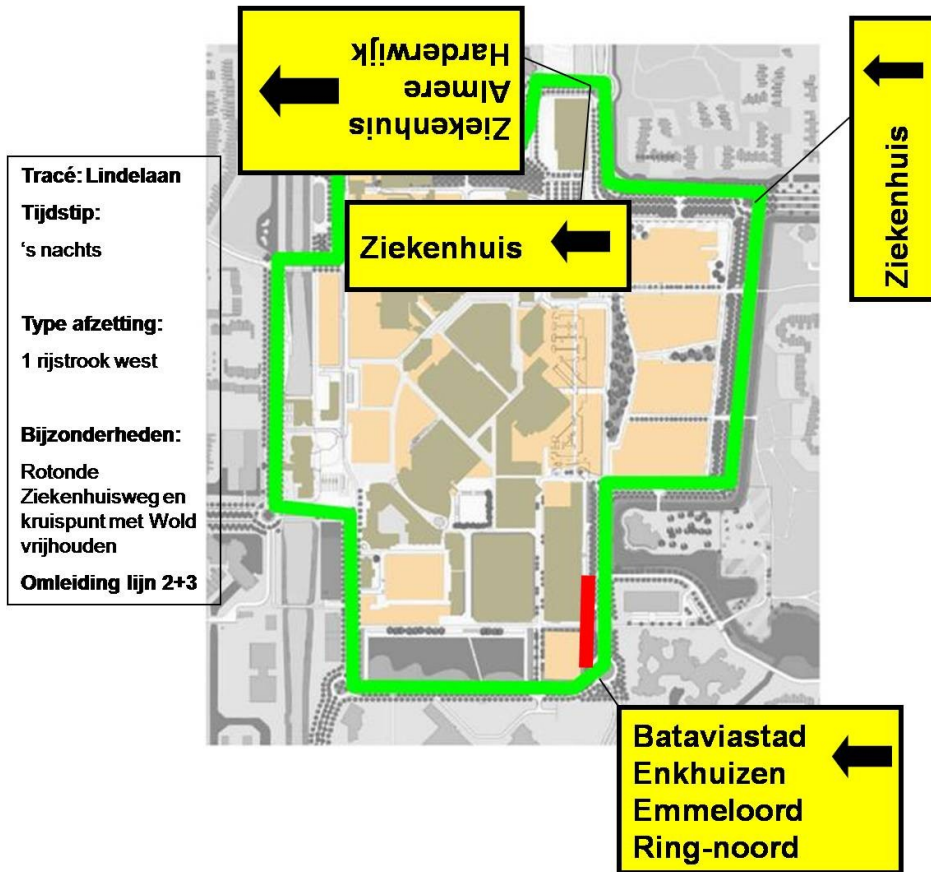 Harderwijk
Almere
Ziekenhuis
Ziekenhuis
Ziekenhuis
Tracé: Lindelaan
Tijdstip:
‘s nachts
Type afzetting:
1 rijstrook west
Bijzonderheden:
Rotonde
Ziekenhuisweg en
kruispunt met Wold
vrijhouden
Omleiding lijn 2+3
Bataviastad
Enkhuizen
Emmeloord
Ring-noord